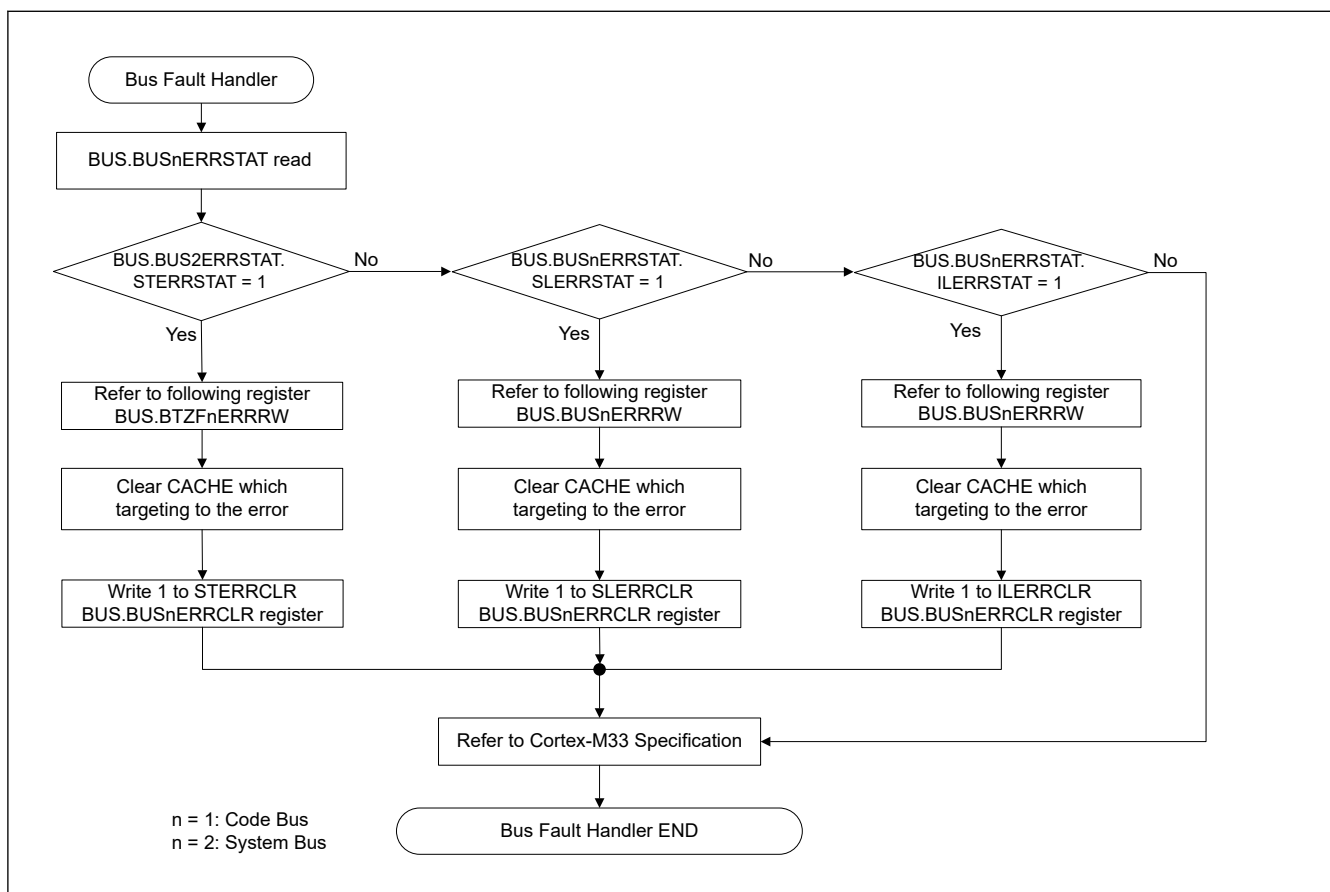 Bus Fault Handler
BUS.BUSnERRSTAT read
BUS.BUS2ERRSTAT.
STERRSTAT = 1
No
Yes
BUS.BUSnERRSTAT.
SLERRSTAT = 1
No
Yes
BUS.BUSnERRSTAT.
ILERRSTAT = 1
No
Yes
Refer to following register
BUS.BTZFnERRRW
Refer to following register
BUS.BUSnERRRW
Refer to following register
BUS.BUSnERRRW
Clear CACHE which
targeting to the error
Clear CACHE which
targeting to the error
Clear CACHE which
targeting to the error
Write 1 to STERRCLR
BUS.BUSnERRCLR register
Write 1 to SLERRCLR
BUS.BUSnERRCLR register
Write 1 to ILERRCLR
BUS.BUSnERRCLR register
Refer to Cortex-M33 Specification
n = 1: Code Bus
n = 2: System Bus
Bus Fault Handler END